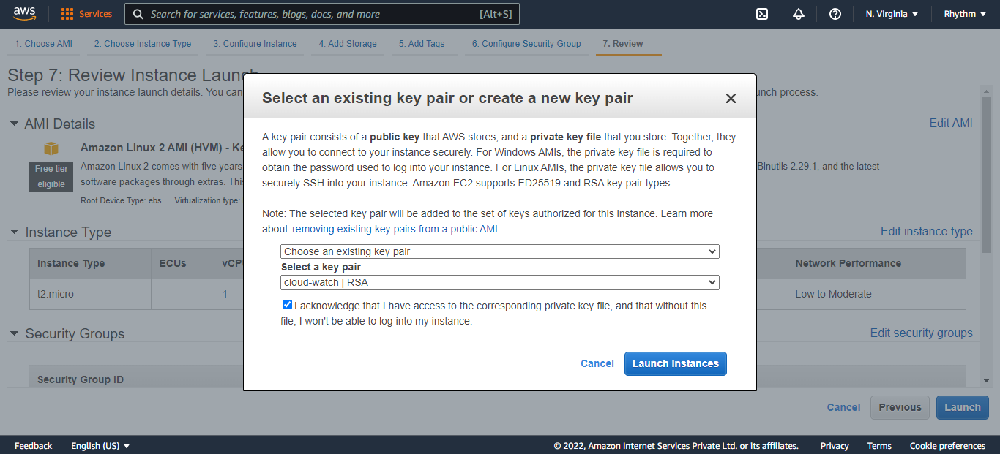 aws
Services
Search for services, features, blogs, docs, and more [Alt+S]
N. Virginia ▼
Rhythm ▼
1. Choose AMI 2. Choose Instance Type 3. Configure Instance 4. Add Storage 5. Add Tags 6. Configure Security Group 7. Review
Step 7: Review Instance Launch
Please review your instance launch details. You can
unch process.
AMI Details
Edit AMI
Amazon Linux 2 AMI (HVM) - Ke
Free tier
eligible
Amazon Linux 2 comes with five years
Binutils 2.29.1, and the latest
software packages through extras. This
Root Device Type: ebs Virtualization type:
Instance Type
Edit instance type
Instance Type ECUs vCP Network Performance
t2.micro - 1 Low to Moderate
Security Groups
Edit security groups
Security Group ID
Select an existing key pair or create a new key pair
A key pair consists of a public key that AWS stores, and a private key file that you store. Together, they
allow you to connect to your instance securely. For Windows AMIs, the private key file is required to
obtain the password used to log into your instance. For Linux AMIs, the private key file allows you to
securely SSH into your instance. Amazon EC2 supports ED25519 and RSA key pair types.
Note: The selected key pair will be added to the set of keys authorized for this instance. Learn more
about removing existing key pairs from a public AMI .
Choose an existing key pair
Select a key pair
cloud-watch | RSA
I acknowledge that I have access to the corresponding private key file, and that without this
file, I won't be able to log into my instance.
Cancel Launch Instances
Cancel Previous Launch
Feedback English (US) ▼ © 2022, Amazon Internet Services Private Ltd. or its affiliates. Privacy Terms Cookie preferences